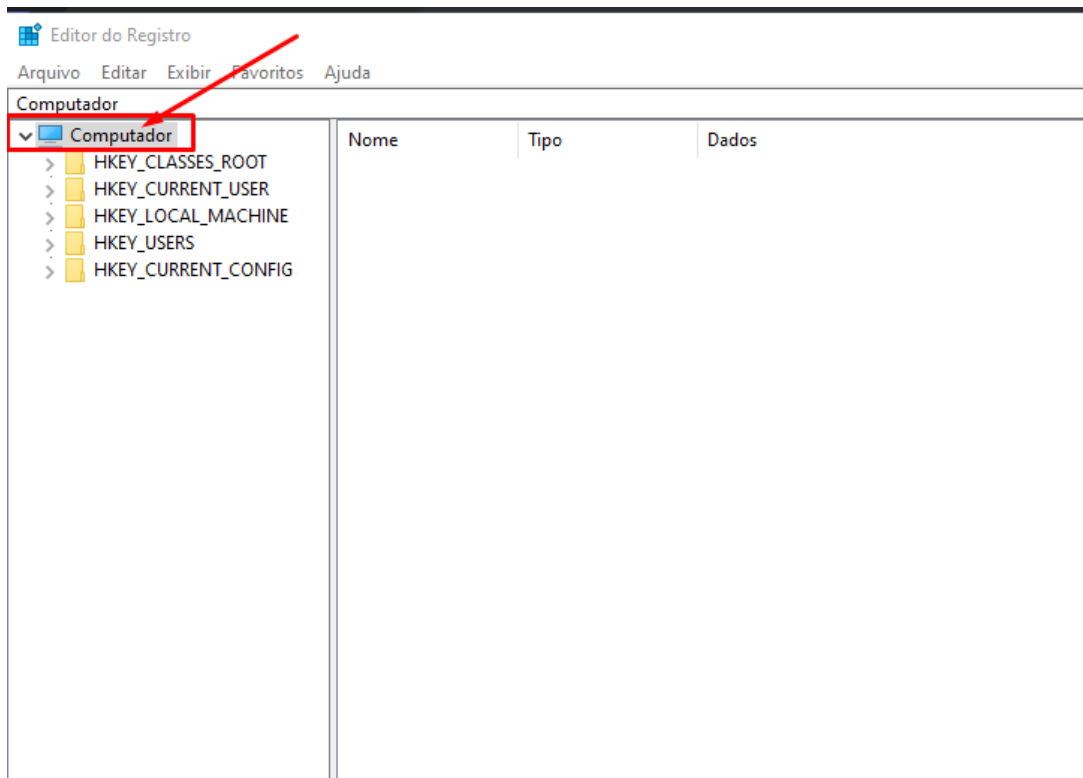 Editor do Registro
Arquivo Editar Exibir Favoritos Ajuda
Computador
Computador
HKEY_CLASSES_ROOT
HKEY_CURRENT_USER
HKEY_LOCAL_MACHINE
HKEY_USERS
HKEY_CURRENT_CONFIG
Nome Tipo Dados